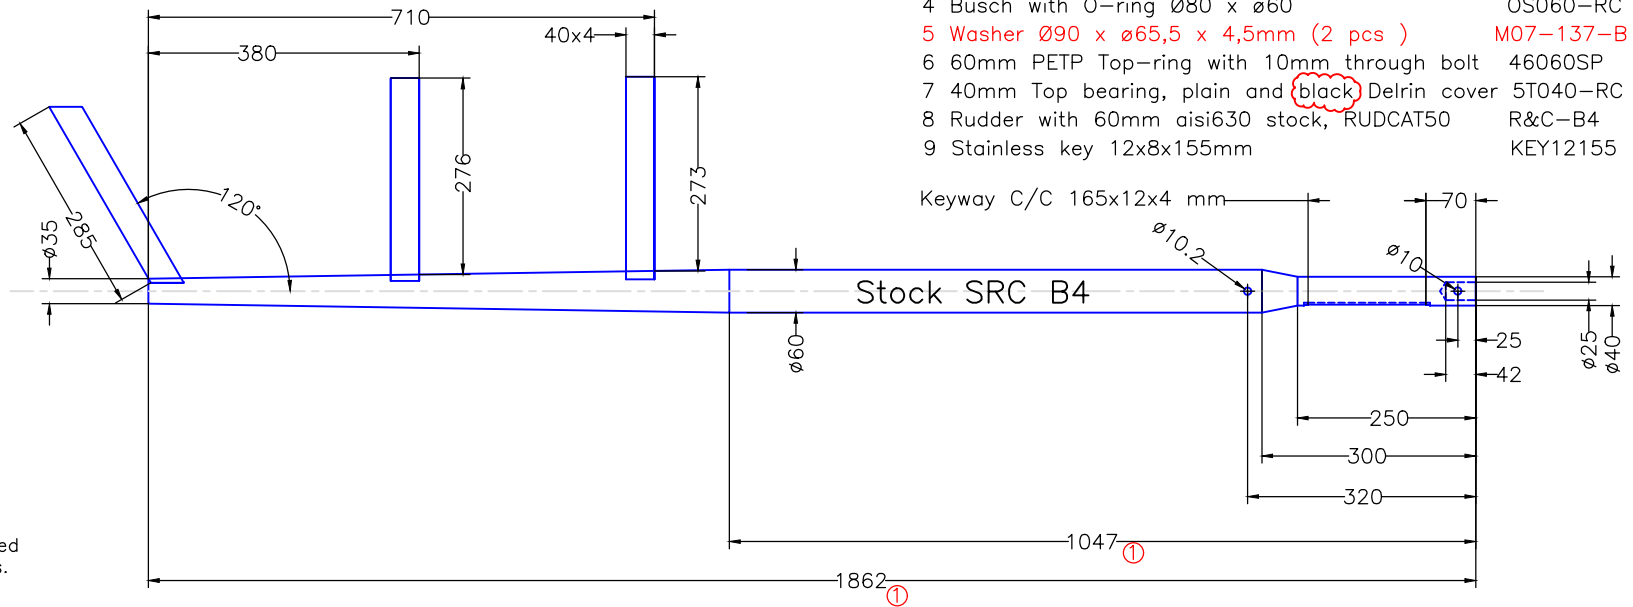 4 Busch with O-ring Ø80 x ø60 OS060-RC
5 Washer Ø90 x ø65,5 x 4,5mm (2 pcs ) M07-137-B
6 60mm PETP Top-ring with 10mm through bolt 46060SP
7 40mm Top bearing, plain and black Delrin cover 5T040-RC
8 Rudder with 60mm aisi630 stock, RUDCAT50 R&C-B4
9 Stainless key 12x8x155mm KEY12155
Keyway C/C 165x12x4 mm
70
710
40x4
380
276
273
285
120°
ø35
ø10.2
ø10
Stock SRC B4
ø60
25
42
ø25
ø40
250
300
320
1047
1
1862
1
ed
s.